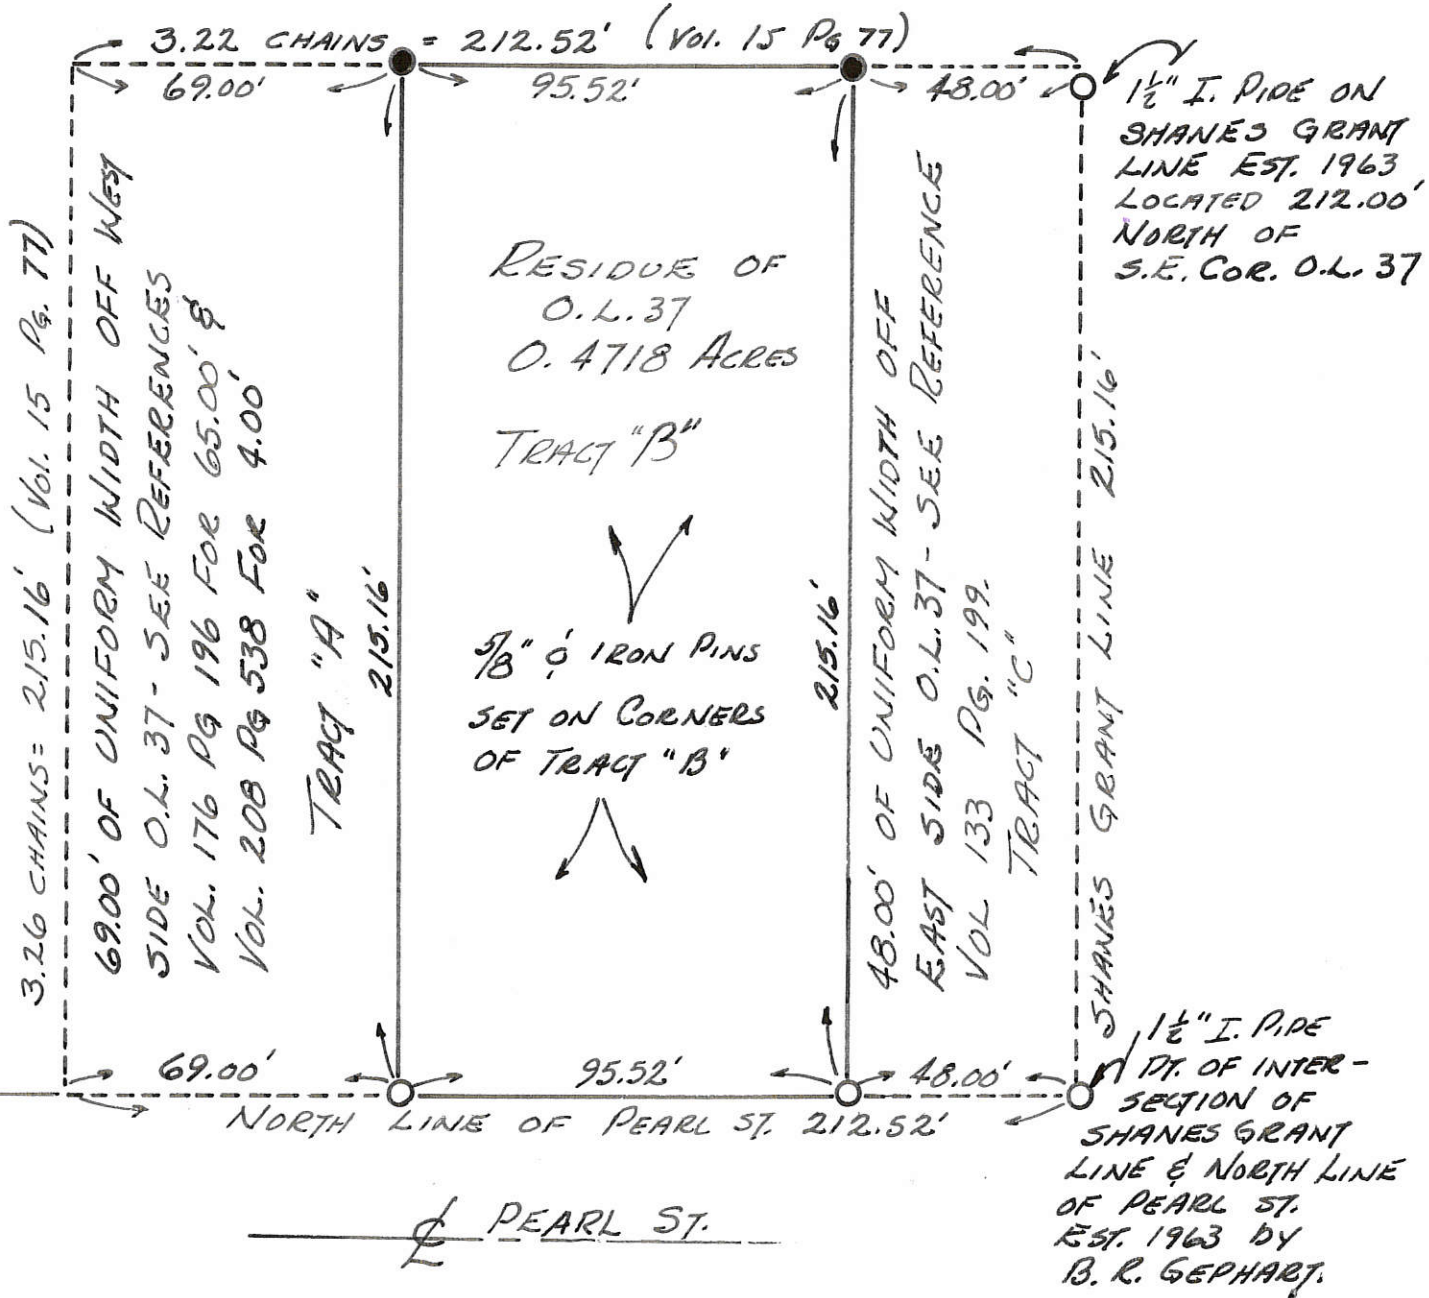 3.22 CHAINS = 212.52' (Vol. 15 Pg 77)
69.00'
95.52'
48.00'
1½" I. PIPE ON
SHANES GRANT
LINE EST. 1963
LOCATED 212.00'
NORTH OF
S.E. COR. O.L. 37
3.26 CHAINS = 215.16' (Vol. 15 Pg. 77)
69.00' OF UNIFORM WIDTH OFF WEST
SIDE O.L. 37 - SEE REFERENCES
VOL. 176 PG 196 FOR 65.00' &
VOL. 208 PG 538 FOR 4.00'
TRACT "A"
215.16'
RESIDUE OF
O.L. 37
0.4718 ACRES
TRACT "B"
5/8" ϕ IRON PINS
SET ON CORNERS
OF TRACT "B"
215.16'
48.00' OF UNIFORM WIDTH OFF
EAST SIDE O.L. 37 - SEE REFERENCE
VOL 133 PG. 199.
TRACT "C"
SHANES GRANT LINE 215.16'
69.00'
95.52'
48.00'
NORTH LINE OF PEARL ST. 212.52'
1½" I. PIPE
PT. OF INTER-
SECTION OF
SHANES GRANT
LINE & NORTH LINE
OF PEARL ST.
EST. 1963 by
B. R. GEPHART.
℄ PEARL ST.